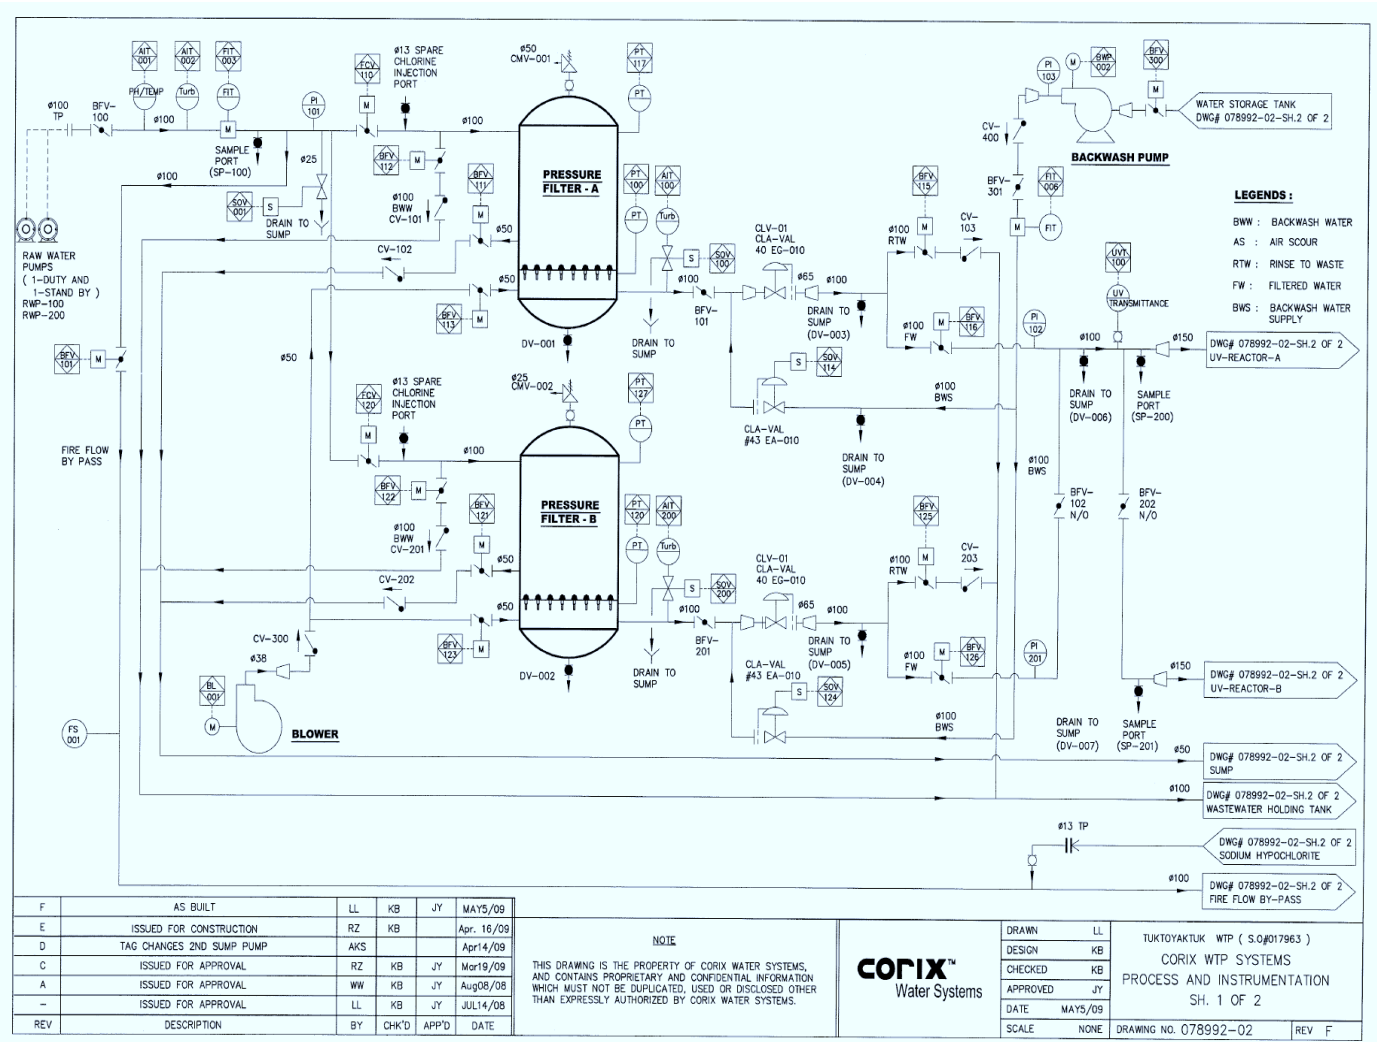 AIT
001
AIT
002
FIT
003
PH/TEMP
Turb
FIT
ø100
TP
BFV-
100
ø100
M
SAMPLE
PORT
(SP-100)
ø100
PI
101
ø25
SOV
001
S
DRAIN TO
SUMP
FCV
110
M
ø13 SPARE
CHLORINE
INJECTION
PORT
ø100
BFV
112
M
ø100
BWW
CV-101
BFV
111
M
ø50
CV-102
ø50
BFV
113
M
ø50
CMV-001
PT
117
PT
PRESSURE
FILTER - A
PT
100
PT
AIT
100
Turb
SOV
100
S
ø100
BFV-
101
DRAIN TO
SUMP
DV-001
CLV-01
CLA-VAL
40 EG-010
ø65
ø100
DRAIN TO
SUMP
(DV-003)
SOV
114
S
CLA-VAL
#43 EA-010
DRAIN TO
SUMP
(DV-004)
ø100
BWS
BFV
115
M
ø100
RTW
CV-
103
ø100
FW
M
BFV
116
PI
102
PI
103
M
BWP
002
BFV
300
M
CV-
400
BFV-
301
M
FIT
006
FIT
BACKWASH PUMP
WATER STORAGE TANK
DWG# 078992-02-SH.2 OF 2
LEGENDS :
BWW : BACKWASH WATER
AS : AIR SCOUR
RTW : RINSE TO WASTE
FW : FILTERED WATER
BWS : BACKWASH WATER
SUPPLY
UVT
100
UV
TRANSMITTANCE
ø100
ø150
DWG# 078992-02-SH.2 OF 2
UV-REACTOR-A
DRAIN TO
SUMP
(DV-006)
SAMPLE
PORT
(SP-200)
RAW WATER
PUMPS
( 1-DUTY AND
1-STAND BY )
RWP-100
RWP-200
BFV
101
M
FIRE FLOW
BY PASS
ø50
FCV
120
M
ø13 SPARE
CHLORINE
INJECTION
PORT
ø100
BFV
122
M
ø100
BWW
CV-201
BFV
121
M
ø50
CV-202
ø50
BFV
123
M
ø25
CMV-002
PT
127
PT
PRESSURE
FILTER - B
PT
120
PT
AIT
200
Turb
SOV
200
S
ø100
BFV-
201
DRAIN TO
SUMP
DV-002
CLV-01
CLA-VAL
40 EG-010
ø65
ø100
DRAIN TO
SUMP
(DV-005)
CLA-VAL
#43 EA-010
S
SOV
124
ø100
BWS
BFV
125
M
ø100
RTW
CV-
203
ø100
FW
M
BFV
126
PI
201
ø100
BWS
BFV-
102
N/O
BFV-
202
N/O
ø150
DWG# 078992-02-SH.2 OF 2
UV-REACTOR-B
DRAIN TO
SUMP
(DV-007)
SAMPLE
PORT
(SP-201)
CV-300
ø38
BL
001
M
BLOWER
FS
001
ø50
DWG# 078992-02-SH.2 OF 2
SUMP
ø100
DWG# 078992-02-SH.2 OF 2
WASTEWATER HOLDING TANK
ø13 TP
DWG# 078992-02-SH.2 OF 2
SODIUM HYPOCHLORITE
ø100
DWG# 078992-02-SH.2 OF 2
FIRE FLOW BY-PASS
F AS BUILT LL KB JY MAY5/09
E ISSUED FOR CONSTRUCTION RZ KB Apr. 16/09
D TAG CHANGES 2ND SUMP PUMP AKS Apr14/09
C ISSUED FOR APPROVAL RZ KB JY Mar19/09
A ISSUED FOR APPROVAL WW KB JY Aug08/08
- ISSUED FOR APPROVAL LL KB JY JUL14/08
REV DESCRIPTION BY CHK'D APP'D DATE
NOTE
THIS DRAWING IS THE PROPERTY OF CORIX WATER SYSTEMS,
AND CONTAINS PROPRIETARY AND CONFIDENTIAL INFORMATION
WHICH MUST NOT BE DUPLICATED, USED OR DISCLOSED OTHER
THAN EXPRESSLY AUTHORIZED BY CORIX WATER SYSTEMS.
CORIX™
Water Systems
DRAWN LL
DESIGN KB
CHECKED KB
APPROVED JY
DATE MAY5/09
SCALE NONE
TUKTOYAKTUK WTP ( S.O#017963 )
CORIX WTP SYSTEMS
PROCESS AND INSTRUMENTATION
SH. 1 OF 2
DRAWING NO. 078992-02 REV F